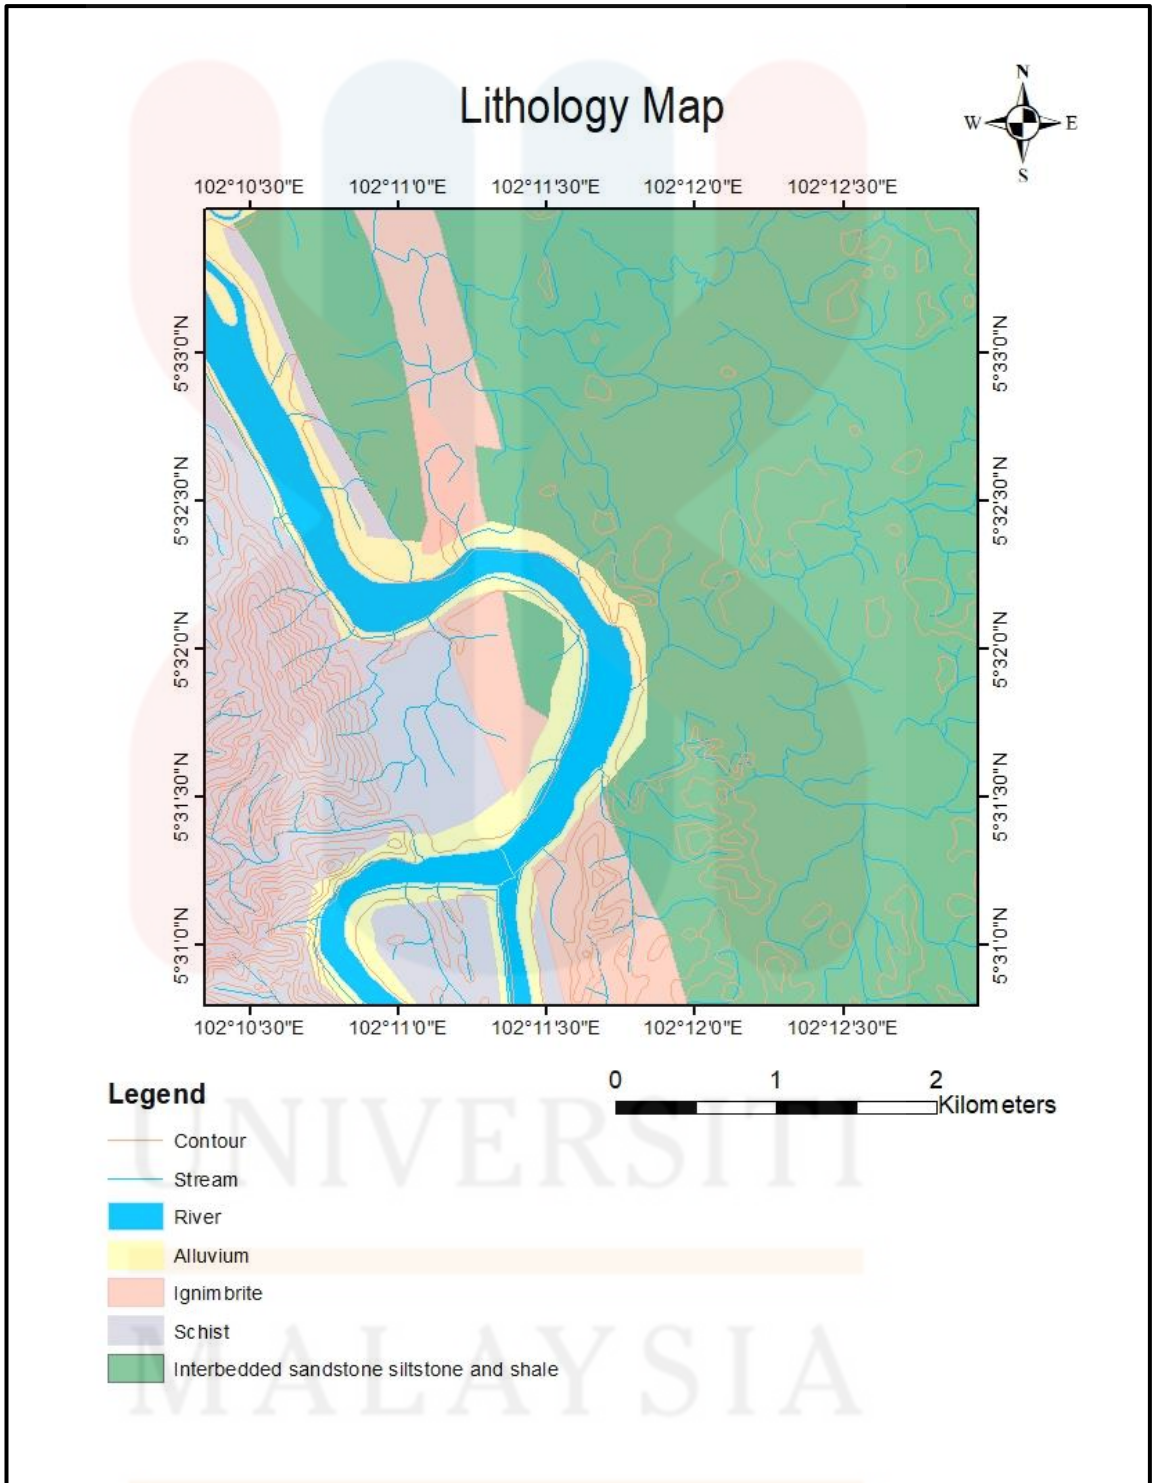 Lithology Map
N
W E
S
102°10'30"E 102°11'0"E 102°11'30"E 102°12'0"E 102°12'30"E
5°33'0"N 5°33'0"N
5°32'30"N 5°32'30"N
5°32'0"N 5°32'0"N
5°31'30"N 5°31'30"N
5°31'0"N 5°31'0"N
102°10'30"E 102°11'0"E 102°11'30"E 102°12'0"E 102°12'30"E
0 1 2
Kilometers
Legend
Contour
Stream
River
Alluvium
Ignimbrite
Schist
Interbedded sandstone siltstone and shale
UNIVERSITI
MALAYSIA